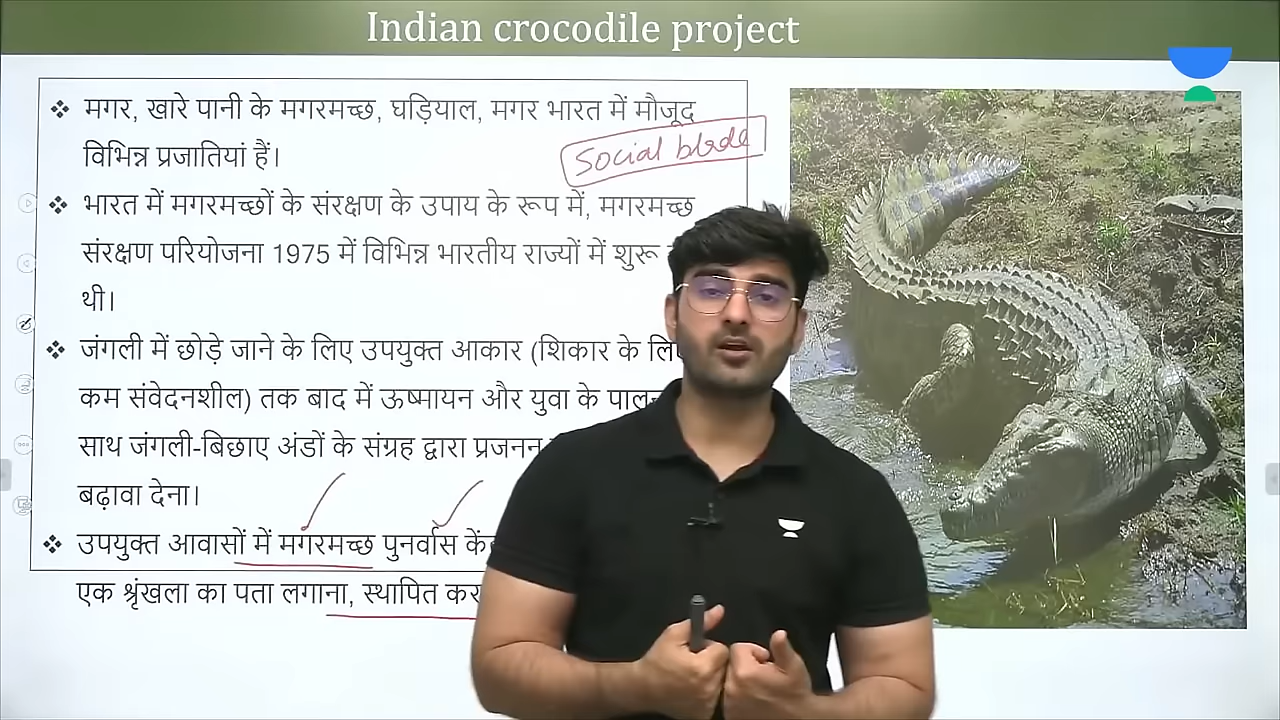 Indian crocodile project
❖ मगर, खारे पानी के मगरमच्छ, घड़ियाल, मगर भारत में मौजूद
विभिन्न प्रजातियां हैं।
Social blade
❖ भारत में मगरमच्छों के संरक्षण के उपाय के रूप में, मगरमच्छ
संरक्षण परियोजना 1975 में विभिन्न भारतीय राज्यों में शुरू
थी।
❖ जंगली में छोड़े जाने के लिए उपयुक्त आकार (शिकार के
कम संवेदनशील) तक बाद में ऊष्मायन और युवा के
साथ जंगली-बिछाए अंडों के संग्रह द्वारा प्रजनन
बढ़ावा देना।
❖ उपयुक्त आवासों में मगरमच्छ पुनर्वास
एक श्रृंखला का पता लगाना, स्थापित